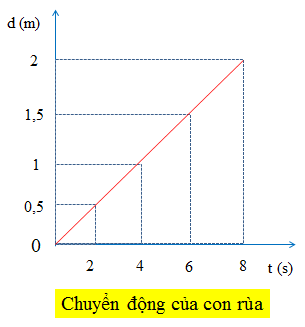 d (m)
2
1,5
1
0,5
0
2 4 6 8 t (s)
Chuyển động của con rùa